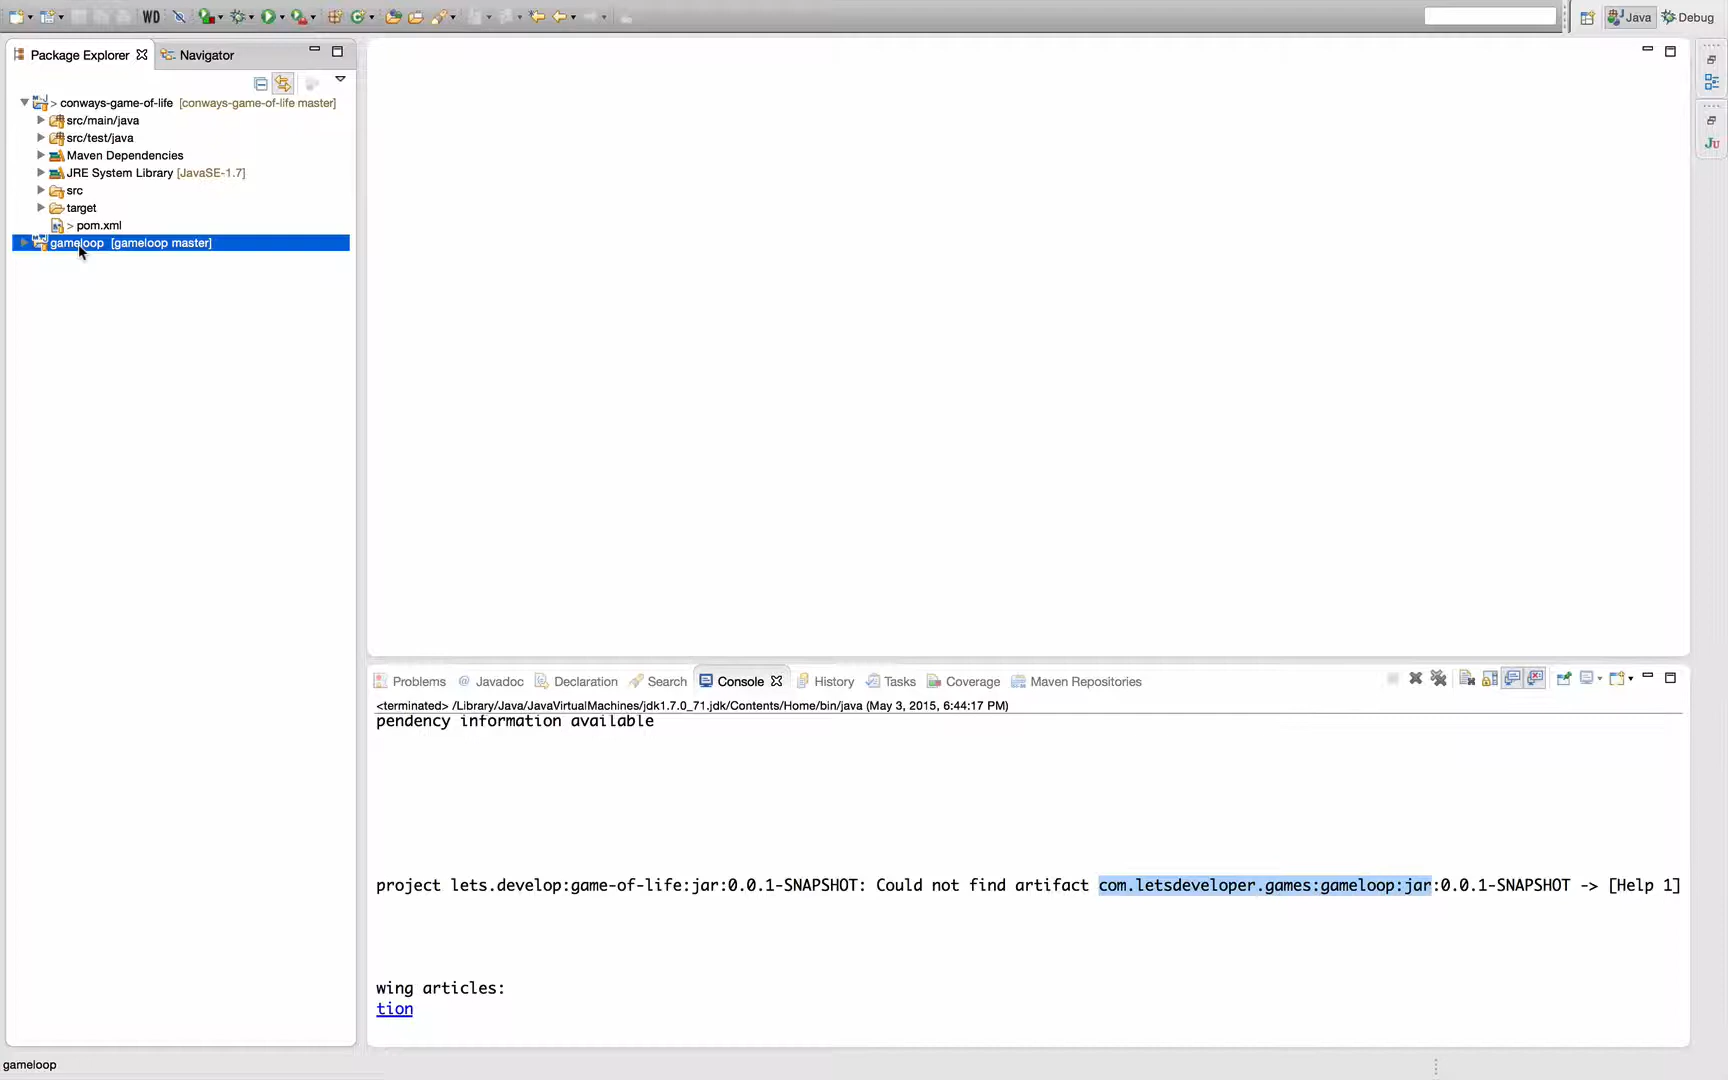 WD
Java
Debug
Package Explorer
Navigator
> conways-game-of-life [conways-game-of-life master]
src/main/java
src/test/java
Maven Dependencies
JRE System Library [JavaSE-1.7]
src
target
> pom.xml
gameloop [gameloop master]
Ju
Problems
@ Javadoc
Declaration
Search
Console
History
Tasks
Coverage
Maven Repositories
<terminated> /Library/Java/JavaVirtualMachines/jdk1.7.0_71.jdk/Contents/Home/bin/java (May 3, 2015, 6:44:17 PM)
pendency information available
project lets.develop:game-of-life:jar:0.0.1-SNAPSHOT: Could not find artifact com.letsdeveloper.games:gameloop:jar:0.0.1-SNAPSHOT -> [Help 1]
wing articles:
tion
gameloop